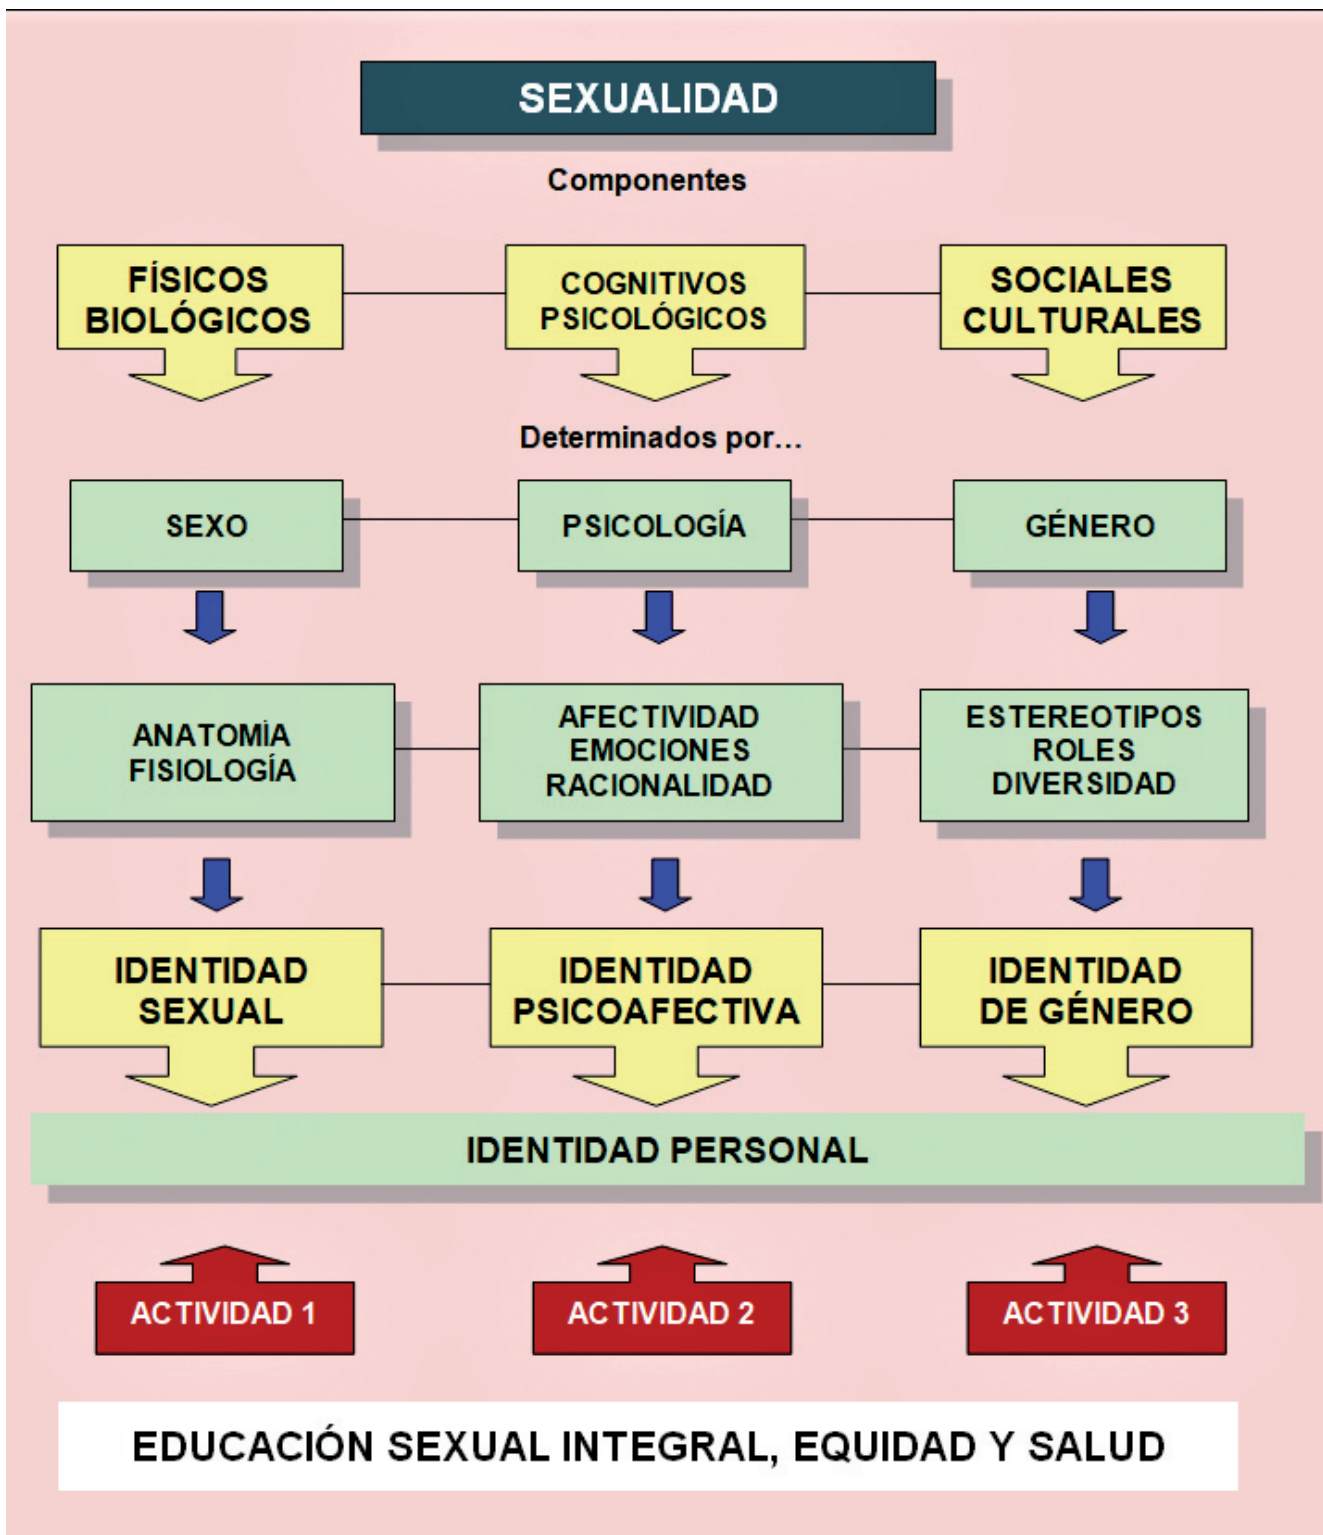 SEXUALIDAD
Componentes
FÍSICOS
BIOLÓGICOS
COGNITIVOS
PSICOLÓGICOS
SOCIALES
CULTURALES
Determinados por...
SEXO
PSICOLOGÍA
GÉNERO
ANATOMÌA
FISIOLOGÍA
AFECTIVIDAD
EMOCIONES
RACIONALIDAD
ESTEREOTIPOS
ROLES
DIVERSIDAD
IDENTIDAD
SEXUAL
IDENTIDAD
PSICOAFECTIVA
IDENTIDAD
DE GÉNERO
IDENTIDAD PERSONAL
ACTIVIDAD 1
ACTIVIDAD 2
ACTIVIDAD 3
EDUCACIÓN SEXUAL INTEGRAL, EQUIDAD Y SALUD